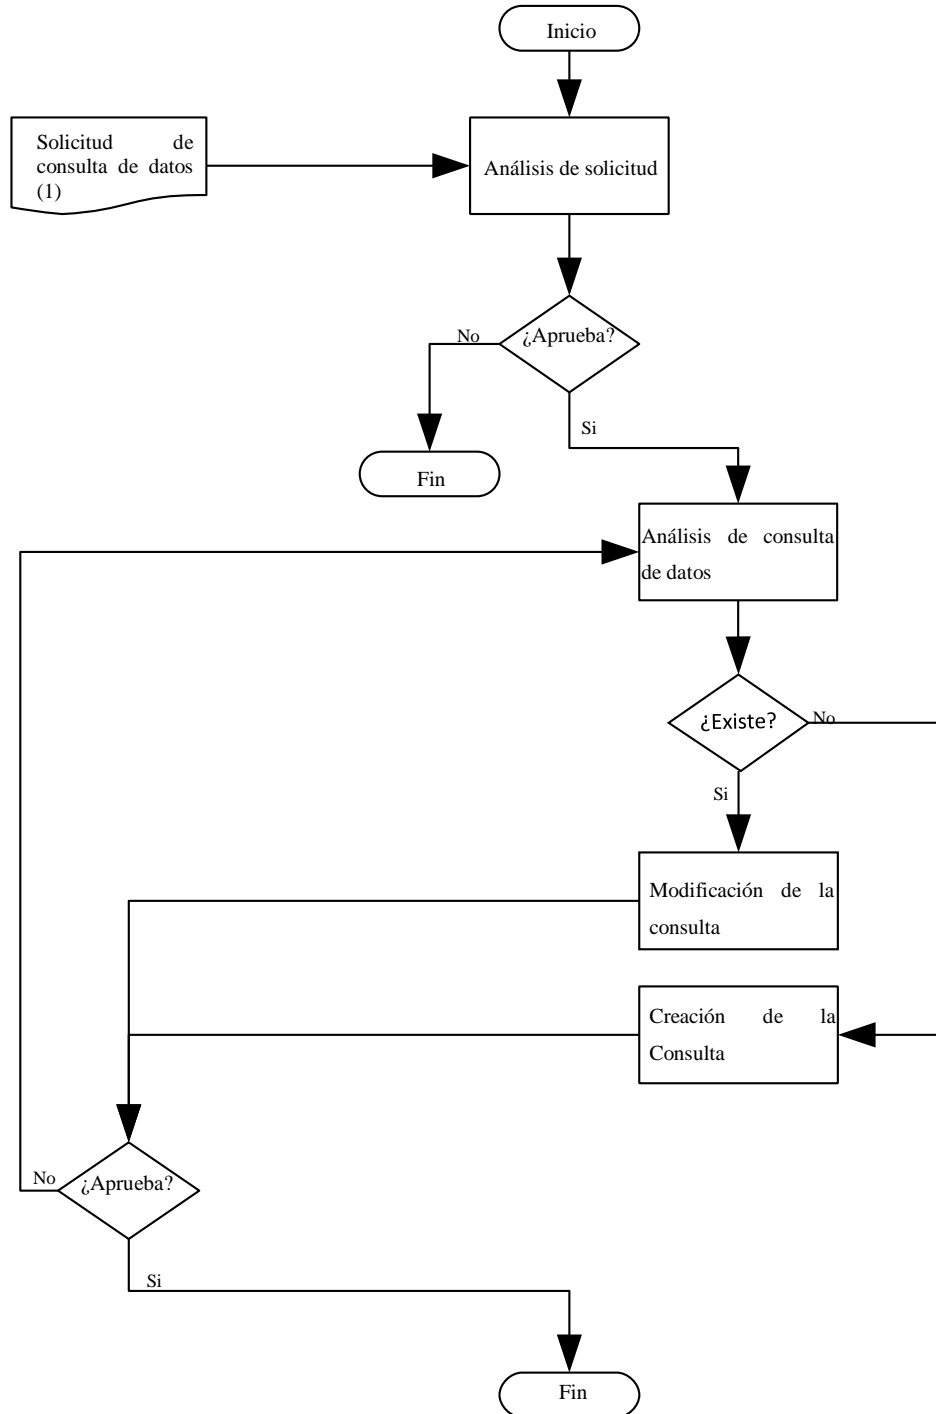 Inicio
Solicitud de
consulta de datos
(1)
Análisis de solicitud
¿Aprueba?
No
Si
Fin
Análisis de consulta
de datos
¿Existe?
No
Si
Modificación de la
consulta
Creación de la
Consulta
¿Aprueba?
No
Si
Fin